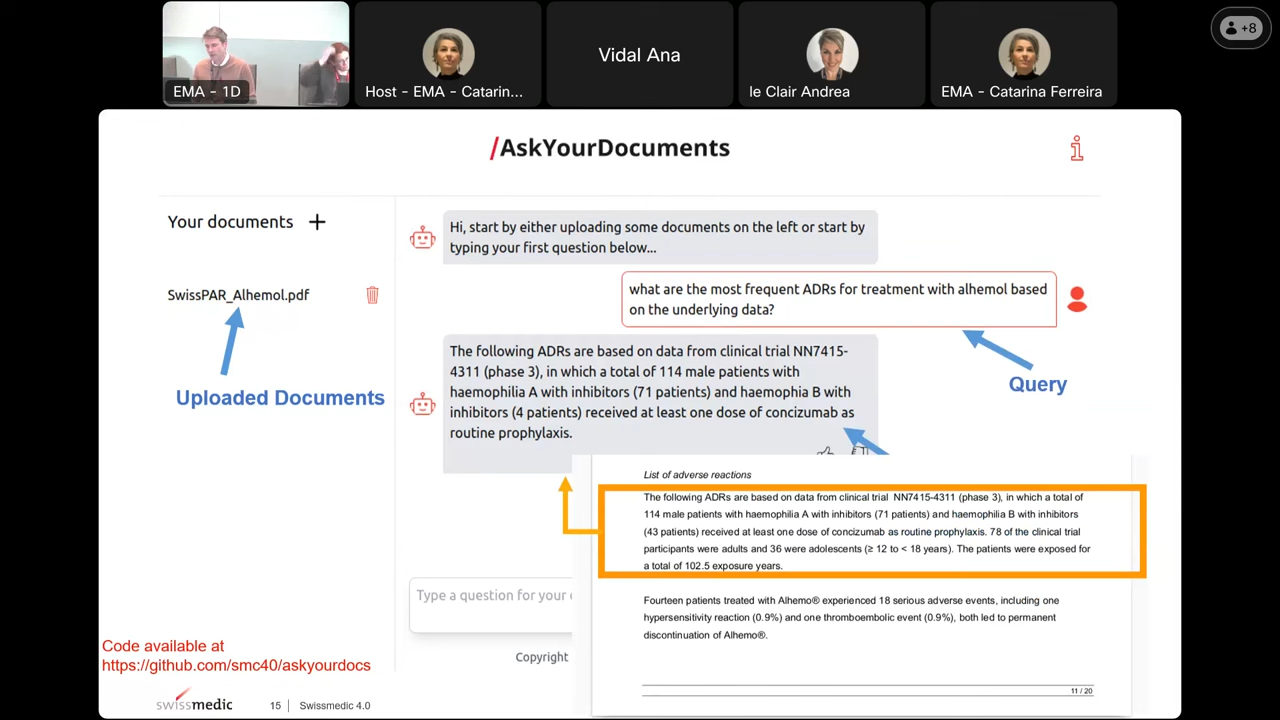 EMA - 1D
Host - EMA - Catarin...
Vidal Ana
le Clair Andrea
EMA - Catarina Ferreira
+8
/AskYourDocuments
Your documents +
SwissPAR_Alhemol.pdf
Uploaded Documents
Hi, start by either uploading some documents on the left or start by
typing your first question below...
what are the most frequent ADRs for treatment with alhemol based
on the underlying data?
Query
The following ADRs are based on data from clinical trial NN7415-
4311 (phase 3), in which a total of 114 male patients with
haemophilia A with inhibitors (71 patients) and haemophia B with
inhibitors (4 patients) received at least one dose of concizumab as
routine prophylaxis.
List of adverse reactions
The following ADRs are based on data from clinical trial NN7415-4311 (phase 3), in which a total of
114 male patients with haemophilia A with inhibitors (71 patients) and haemophilia B with inhibitors
(43 patients) received at least one dose of concizumab as routine prophylaxis. 78 of the clinical trial
participants were adults and 36 were adolescents (≥ 12 to < 18 years). The patients were exposed for
a total of 102.5 exposure years.
Fourteen patients treated with Alhemo® experienced 18 serious adverse events, including one
hypersensitivity reaction (0.9%) and one thromboembolic event (0.9%), both led to permanent
discontinuation of Alhemo®.
11 / 20
Type a question for your
Copyright
Code available at
https://github.com/smc40/askyourdocs
swissmedic
15 | Swissmedic 4.0